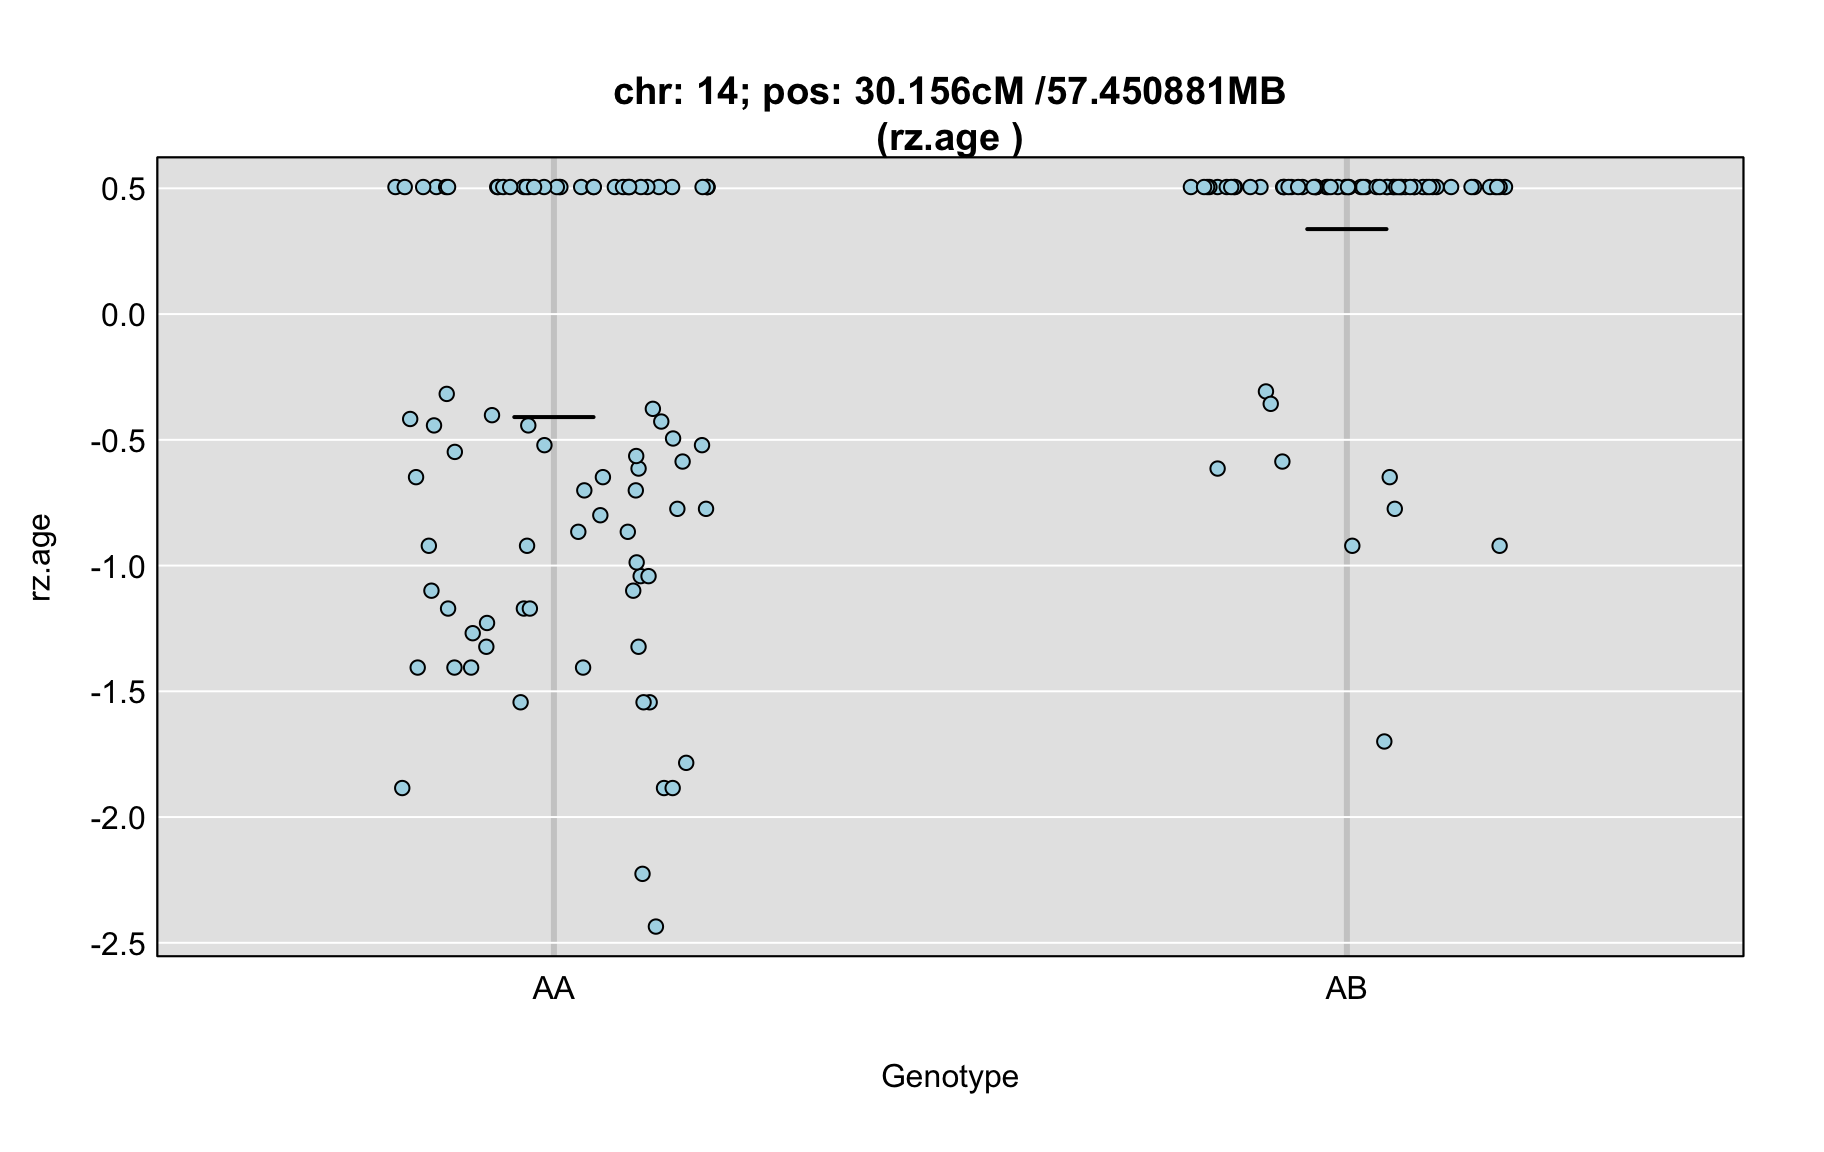 chr: 14; pos: 30.156cM /57.450881MB
(rz.age )
0.5
0.0
-0.5
-1.0
-1.5
-2.0
-2.5
rz.age
AA
AB
Genotype